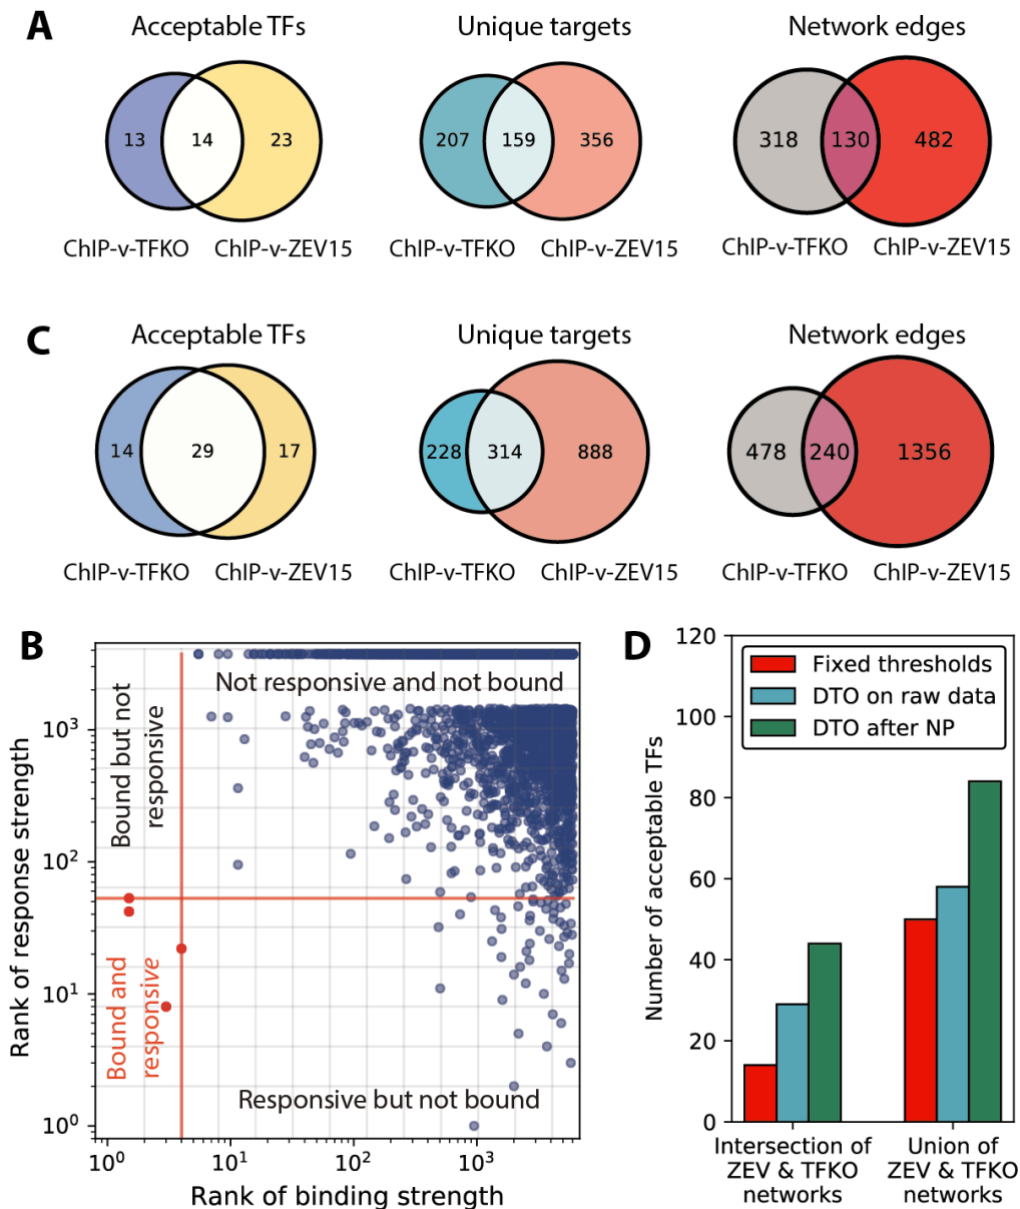 A
Acceptable TFs
Unique targets
Network edges
13
14
23
207
159
356
318
130
482
ChIP-v-TFKO
ChIP-v-ZEV15
ChIP-v-TFKO
ChIP-v-ZEV15
ChIP-v-TFKO
ChIP-v-ZEV15
C
Acceptable TFs
Unique targets
Network edges
14
29
17
228
314
888
478
240
1356
ChIP-v-TFKO
ChIP-v-ZEV15
ChIP-v-TFKO
ChIP-v-ZEV15
ChIP-v-TFKO
ChIP-v-ZEV15
B
Rank of response strength
10³
10²
10¹
10⁰
Bound but not
responsive
Not responsive and not bound
Bound and
responsive
Responsive but not bound
10⁰
10¹
10²
10³
Rank of binding strength
D
Number of acceptable TFs
120
100
80
60
40
20
0
Fixed thresholds
DTO on raw data
DTO after NP
Intersection of
ZEV & TFKO
networks
Union of
ZEV & TFKO
networks